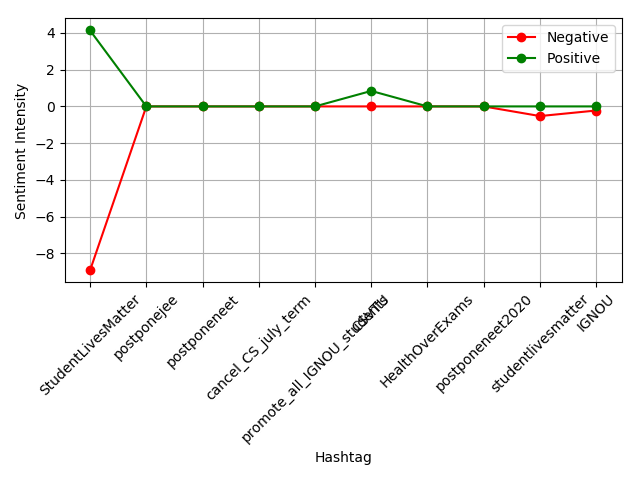 Negative
Positive
Sentiment Intensity
4
2
0
−2
−4
−6
−8
StudentLivesMatter
postponejee
postponeneet
cancel_CS_july_term
promote_all_IGNOU_students
HealthOverExams
postponeneet2020
studentlivesmatter
IGNOU
Hashtag